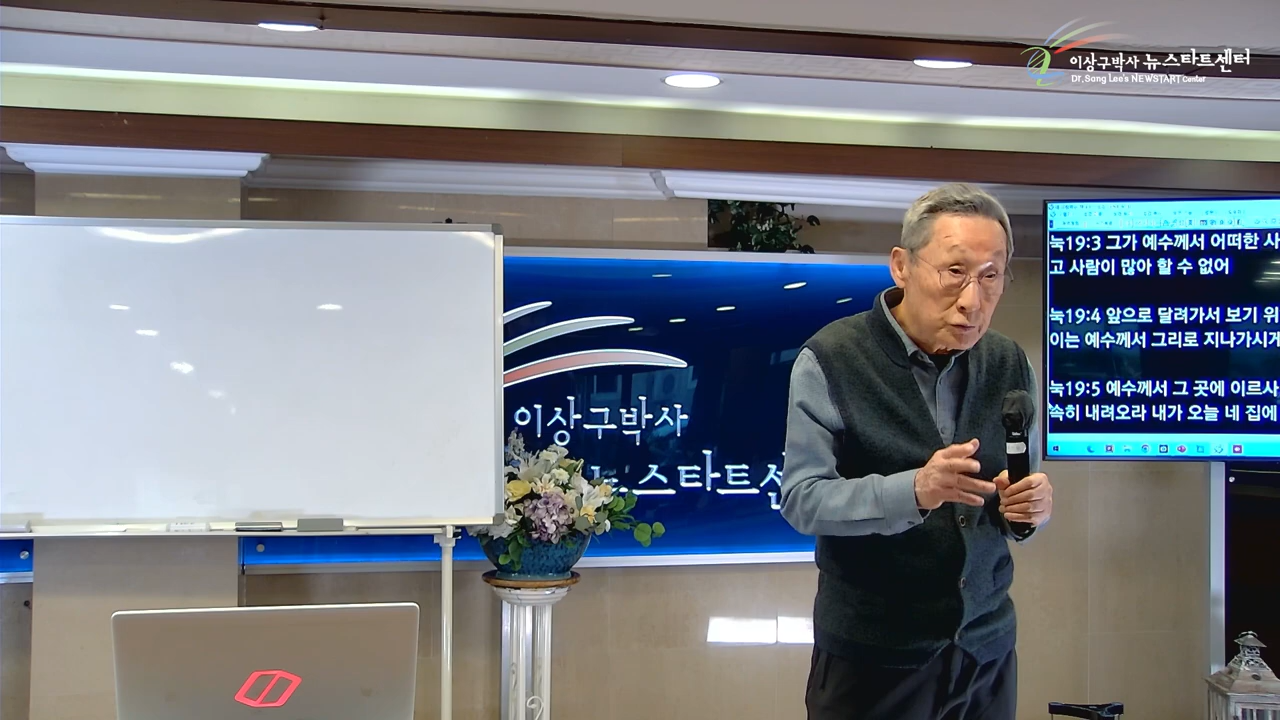 이상구박사 뉴스타트센터
Dr. Sang Lee's NEWSTART Center
눅19:3 그가 예수께서 어떠한 사
고 사람이 많아 할 수 없어
눅19:4 앞으로 달려가서 보기 위
이는 예수께서 그리로 지나가시게
눅19:5 예수께서 그 곳에 이르사
속히 내려오라 내가 오늘 네 집에
이상구박사
스타트센